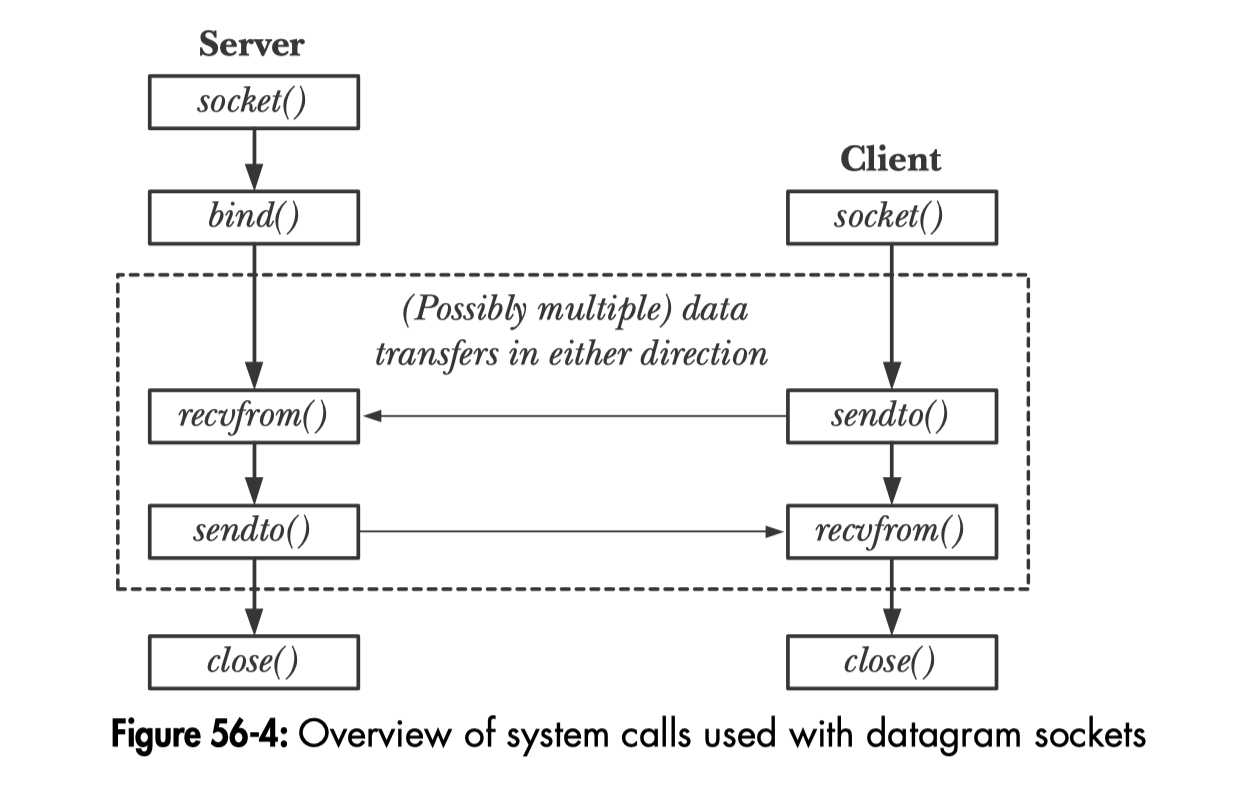 Server
socket()
Client
bind()
socket()
(Possibly multiple) data
transfers in either direction
recvfrom()
sendto()
sendto()
recvfrom()
close()
close()
Figure 56-4: Overview of system calls used with datagram sockets